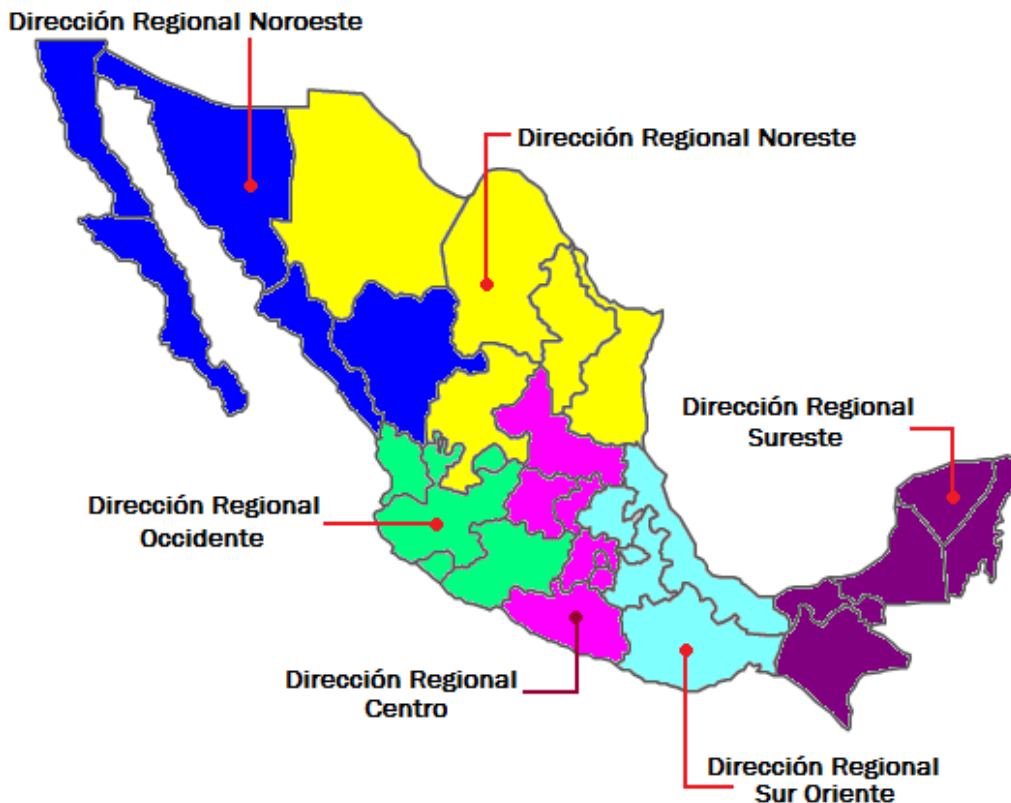 Dirección Regional Noroeste
Dirección Regional Noreste
Dirección Regional
Sureste
Dirección Regional
Occidente
Dirección Regional
Centro
Dirección Regional
Sur Oriente